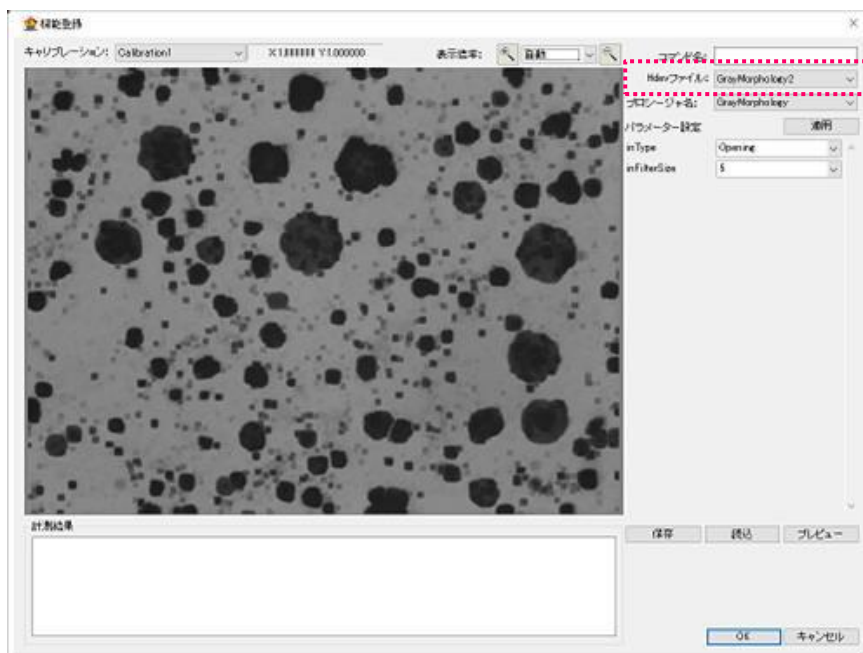 機能登録
キャリブレーション: Calibration1 X1.000000 Y1.000000 表示倍率: 自動 コマンド名:
Hdevファイル: GrayMorphology2
プロシージャ名: GrayMorphology
パラメーター設定 適用
inType Opening
inFilterSize 5
計測結果
保存 読込 プレビュー
OK キャンセル